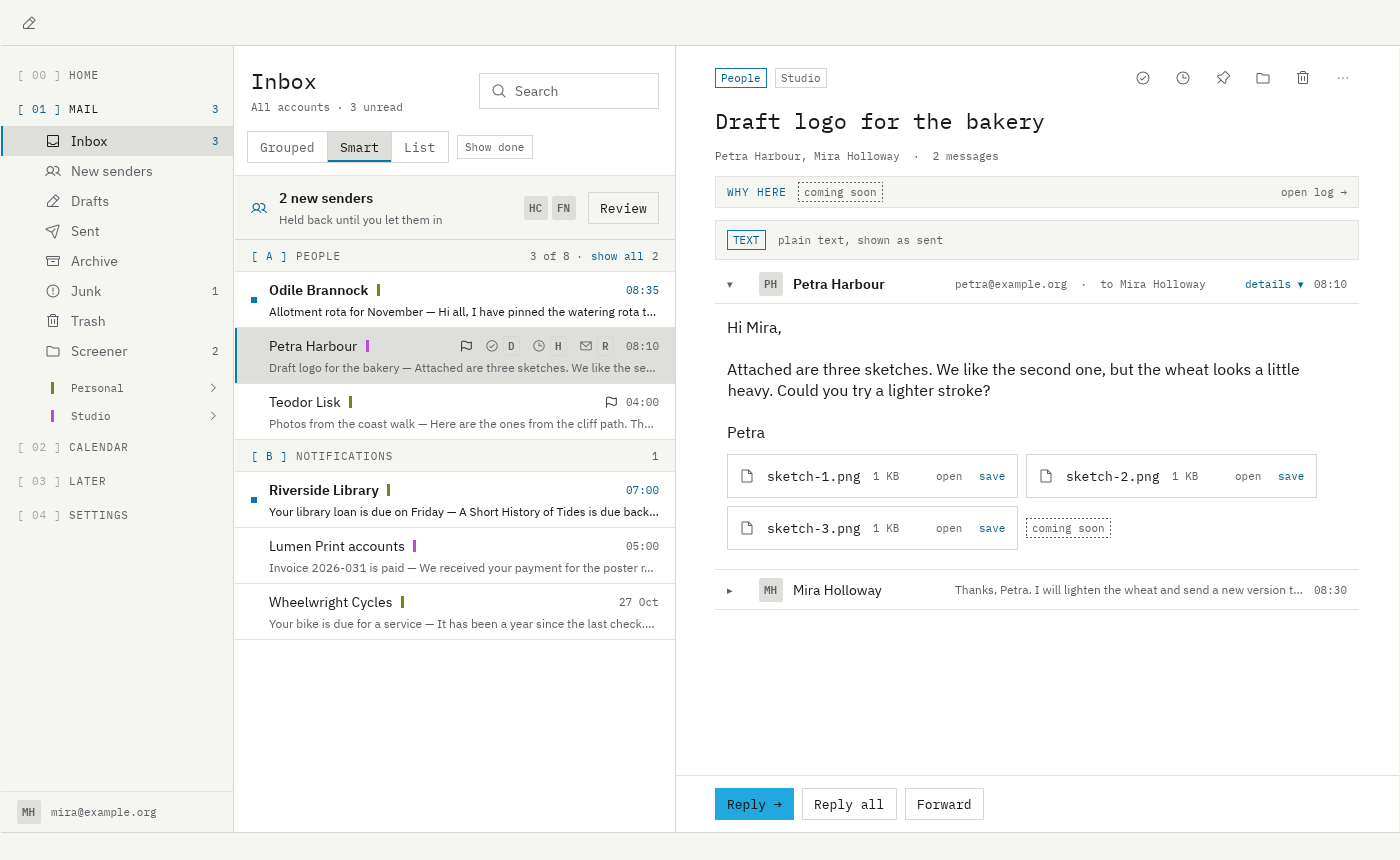 [ 00 ] HOME
[ 01 ] MAIL 3
Inbox 3
New senders
Drafts
Sent
Archive
Junk 1
Trash
Screener 2
Personal
Studio
[ 02 ] CALENDAR
[ 03 ] LATER
[ 04 ] SETTINGS
MH mira@example.org
Inbox
All accounts · 3 unread
Search
Grouped Smart List Show done
2 new senders
Held back until you let them in
HC FN Review
[ A ] PEOPLE 3 of 8 · show all 2
Odile Brannock 08:35
Allotment rota for November — Hi all, I have pinned the watering rota t…
Petra Harbour D H R 08:10
Draft logo for the bakery — Attached are three sketches. We like the se…
Teodor Lisk 04:00
Photos from the coast walk — Here are the ones from the cliff path. Th…
[ B ] NOTIFICATIONS 1
Riverside Library 07:00
Your library loan is due on Friday — A Short History of Tides is due back…
Lumen Print accounts 05:00
Invoice 2026-031 is paid — We received your payment for the poster r…
Wheelwright Cycles 27 Oct
Your bike is due for a service — It has been a year since the last check.…
People Studio
Draft logo for the bakery
Petra Harbour, Mira Holloway · 2 messages
WHY HERE coming soon open log →
TEXT plain text, shown as sent
▾ PH Petra Harbour petra@example.org · to Mira Holloway details ▾ 08:10
Hi Mira,
Attached are three sketches. We like the second one, but the wheat looks a little
heavy. Could you try a lighter stroke?
Petra
sketch-1.png 1 KB open save
sketch-2.png 1 KB open save
sketch-3.png 1 KB open save
coming soon
▸ MH Mira Holloway Thanks, Petra. I will lighten the wheat and send a new version t… 08:30
Reply → Reply all Forward